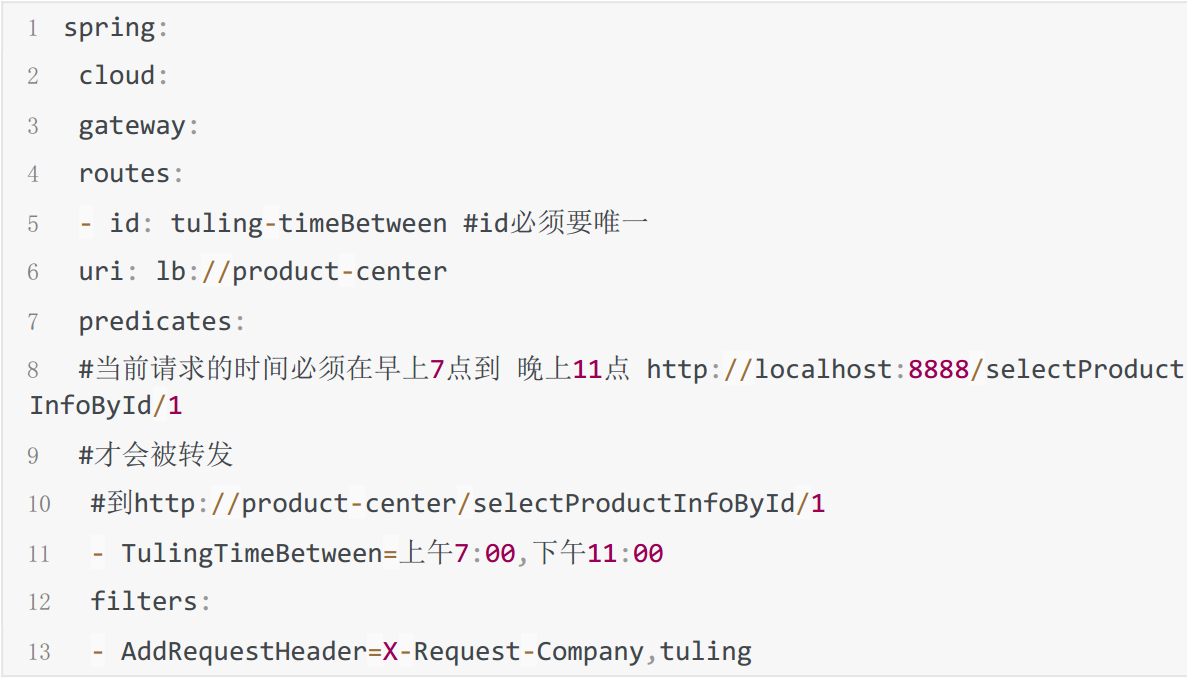 1 spring:
2 cloud:
3 gateway:
4 routes:
5 - id: tuling-timeBetween #id必须要唯一
6 uri: lb://product-center
7 predicates:
8 #当前请求的时间必须在早上7点到 晚上11点 http://localhost:8888/selectProduct
InfoById/1
9 #才会被转发
10 #到http://product-center/selectProductInfoById/1
11 - TulingTimeBetween=上午7:00,下午11:00
12 filters:
13 - AddRequestHeader=X-Request-Company,tuling